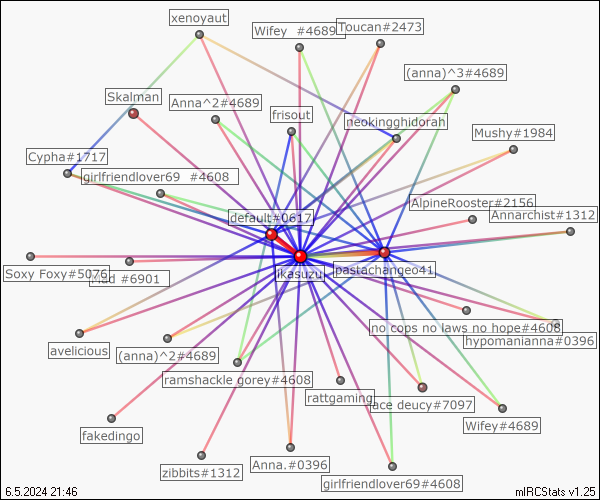 xenoyaut
Wifey #4689
Toucan#2473
(anna)^3#4689
Skalman
Anna^2#4689
frisout
neokingghidorah
Mushy#1984
Cypha#1717
girlfriendlover69 #4608
AlpineRooster#2156
default#0617
Annarchist#1312
Soxy Foxy#5076
#6901
ikasuzu
pastachangeo41
no cops no laws no hope#4608
hypomanianna#0396
avelicious
(anna)^2#4689
ramshackle gorey#4608
rattgaming
ace deucy#7097
Wifey#4689
fakedingo
zibbits#1312
Anna.#0396
girlfriendlover69#4608
6.5.2024 21:46
mIRCStats v1.25